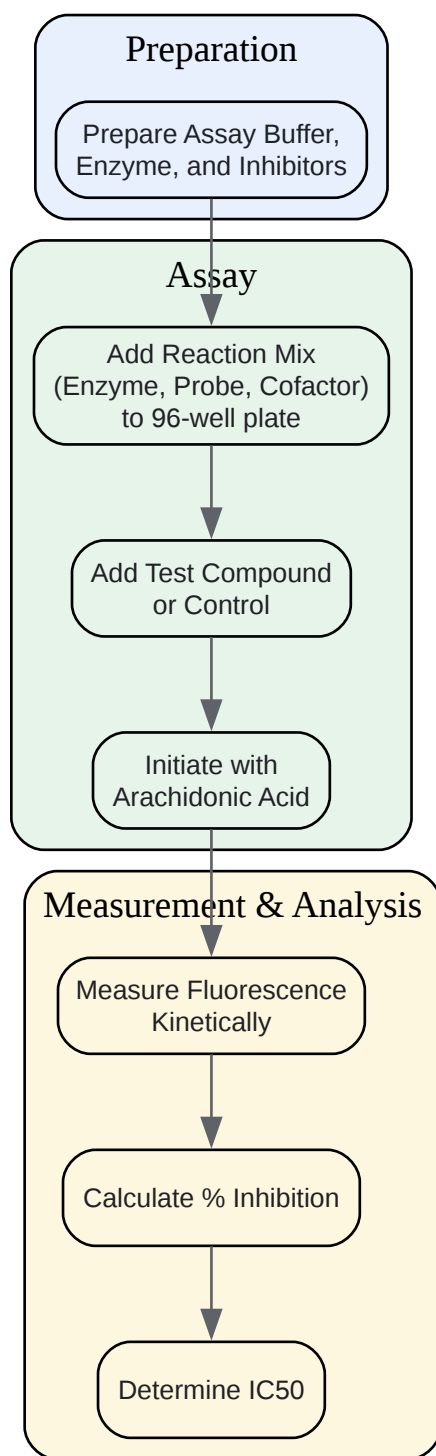 Preparation
Prepare Assay Buffer,
Enzyme, and Inhibitors
Assay
Add Reaction Mix
(Enzyme, Probe, Cofactor)
to 96-well plate
Add Test Compound
or Control
Initiate with
Arachidonic Acid
Measurement & Analysis
Measure Fluorescence
Kinetically
Calculate % Inhibition
Determine IC50